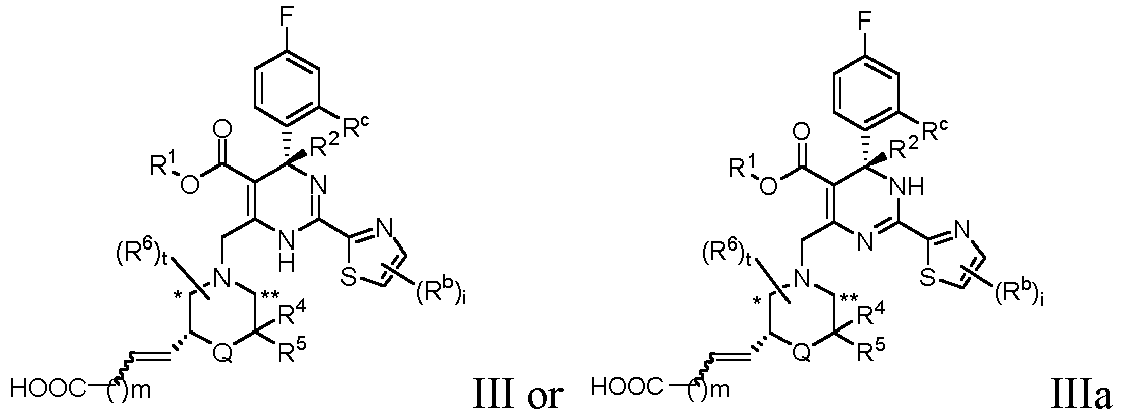 F F
Rᶜ Rᶜ
O R² O R²
R¹ O N R¹ O NH
N H N S N N S
(R⁶)t (Rᵇ)i (R⁶)t (Rᵇ)i
N N
* ** R⁴ * ** R⁴
Q R⁵ Q R⁵
HOOC ( )m III or HOOC ( )m IIIa